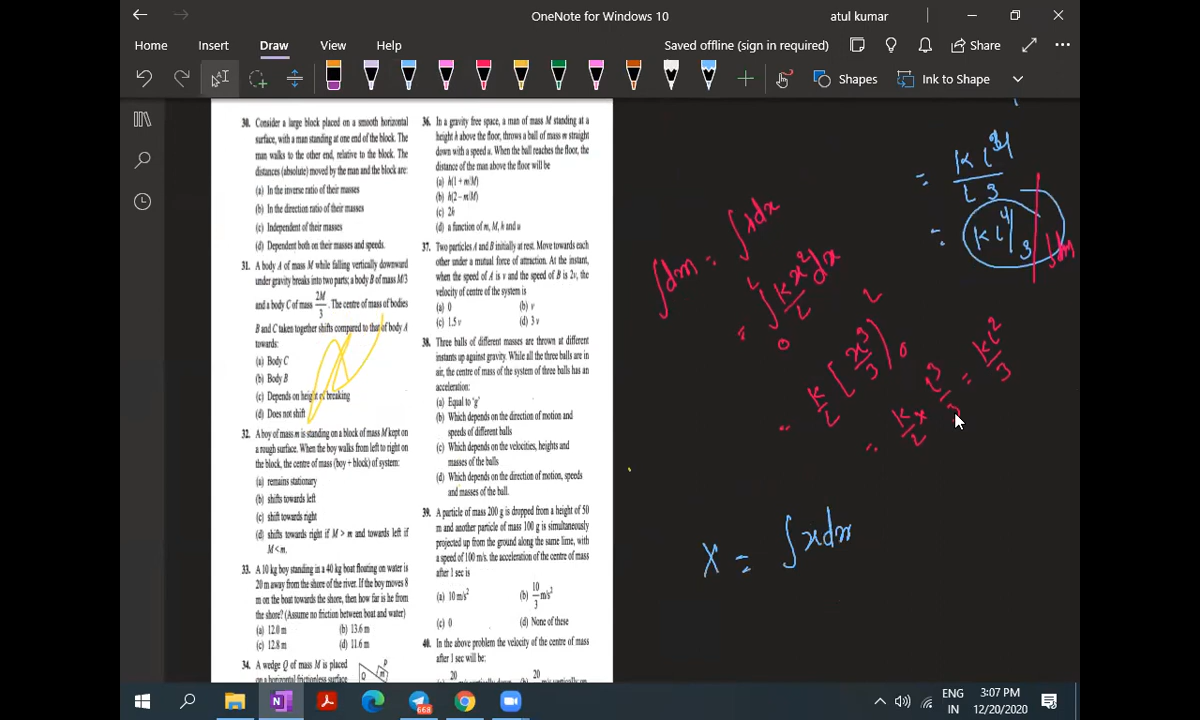 OneNote for Windows 10
atul kumar
Home Insert Draw View Help
Saved offline (sign in required)
Share
Shapes
Ink to Shape
30. Consider a large block placed on a smooth horizontal
surface, with a man standing at one end of the block. The
man walks to the other end, relative to the block. The
distances (absolute) moved by the man and the block are:
(a) In the inverse ratio of their masses
(b) In the direction ratio of their masses
(c) Independent of their masses
(d) Dependent both on their masses and speeds.
31. A body A of mass M while falling vertically downward
under gravity breaks into two parts; a body B of mass M/3
and a body C of mass 2M/3. The centre of mass of bodies
B and C taken together shifts compared to that of body A
towards:
(a) Body C
(b) Body B
(c) Depends on height of breaking
(d) Does not shift
32. A boy of mass m is standing on a block of mass M kept on
a rough surface. When the boy walks from left to right on
the block, the centre of mass (boy + block) of system:
(a) remains stationary
(b) shifts towards left
(c) shift towards right
(d) shifts towards right if M > m and towards left if
M < m.
33. A 10 kg boy standing in a 40 kg boat floating on water is
20 m away from the shore of the river. If the boy moves 8
m on the boat towards the shore, then how far is he from
the shore? (Assume no friction between boat and water)
(a) 12.0 m (b) 13.6 m
(c) 12.8 m (d) 11.6 m
34. A wedge Q of mass M is placed
on a horizontal frictionless surface
P
Q
m
36. In a gravity free space, a man of mass M standing at a
height h above the floor, throws a ball of mass m straight
down with a speed u. When the ball reaches the floor, the
distance of the man above the floor will be
(a) h(1 + m/M)
(b) h(2 – m/M)
(c) 2h
(d) a function of m, M, h and u
37. Two particles A and B initially at rest. Move towards each
other under a mutual force of attraction. At the instant,
when the speed of A is v and the speed of B is 2v, the
velocity of centre of the system is
(a) 0 (b) v
(c) 1.5 v (d) 3 v
38. Three balls of different masses are thrown at different
instants up against gravity. While all the three balls are in
air, the centre of mass of the system of three balls has an
acceleration:
(a) Equal to 'g'
(b) Which depends on the direction of motion and
speeds of different balls
(c) Which depends on the velocities, heights and
masses of the balls
(d) Which depends on the direction of motion, speeds
and masses of the ball.
39. A particle of mass 200 g is dropped from a height of 50
m and another particle of mass 100 g is simultaneously
projected up from the ground along the same line, with
a speed of 100 m/s. the acceleration of the centre of mass
after 1 sec is
(a) 10 m/s² (b) 10/3 m/s²
(c) 0 (d) None of these
40. In the above problem the velocity of the centre of mass
after 1 sec will be:
∫dm = ∫λdx
= ∫ Kx²/L dx
= K/L [x³/3]
= K/L × L³/3 = KL²/3
X = ∫xdm
668
ENG
IN
3:07 PM
12/20/2020